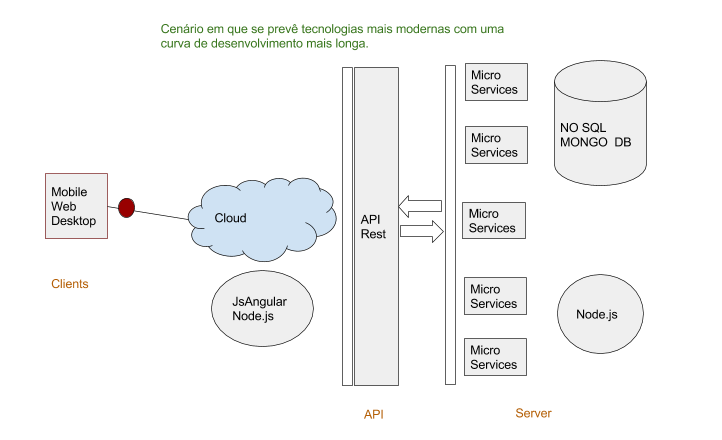 Cenário em que se prevê tecnologias mais modernas com uma
curva de desenvolvimento mais longa.
Mobile
Web
Desktop
Clients
Cloud
JsAngular
Node.js
API
Rest
API
Micro
Services
Micro
Services
Micro
Services
Micro
Services
Micro
Services
NO SQL
MONGO  DB
Node.js
Server